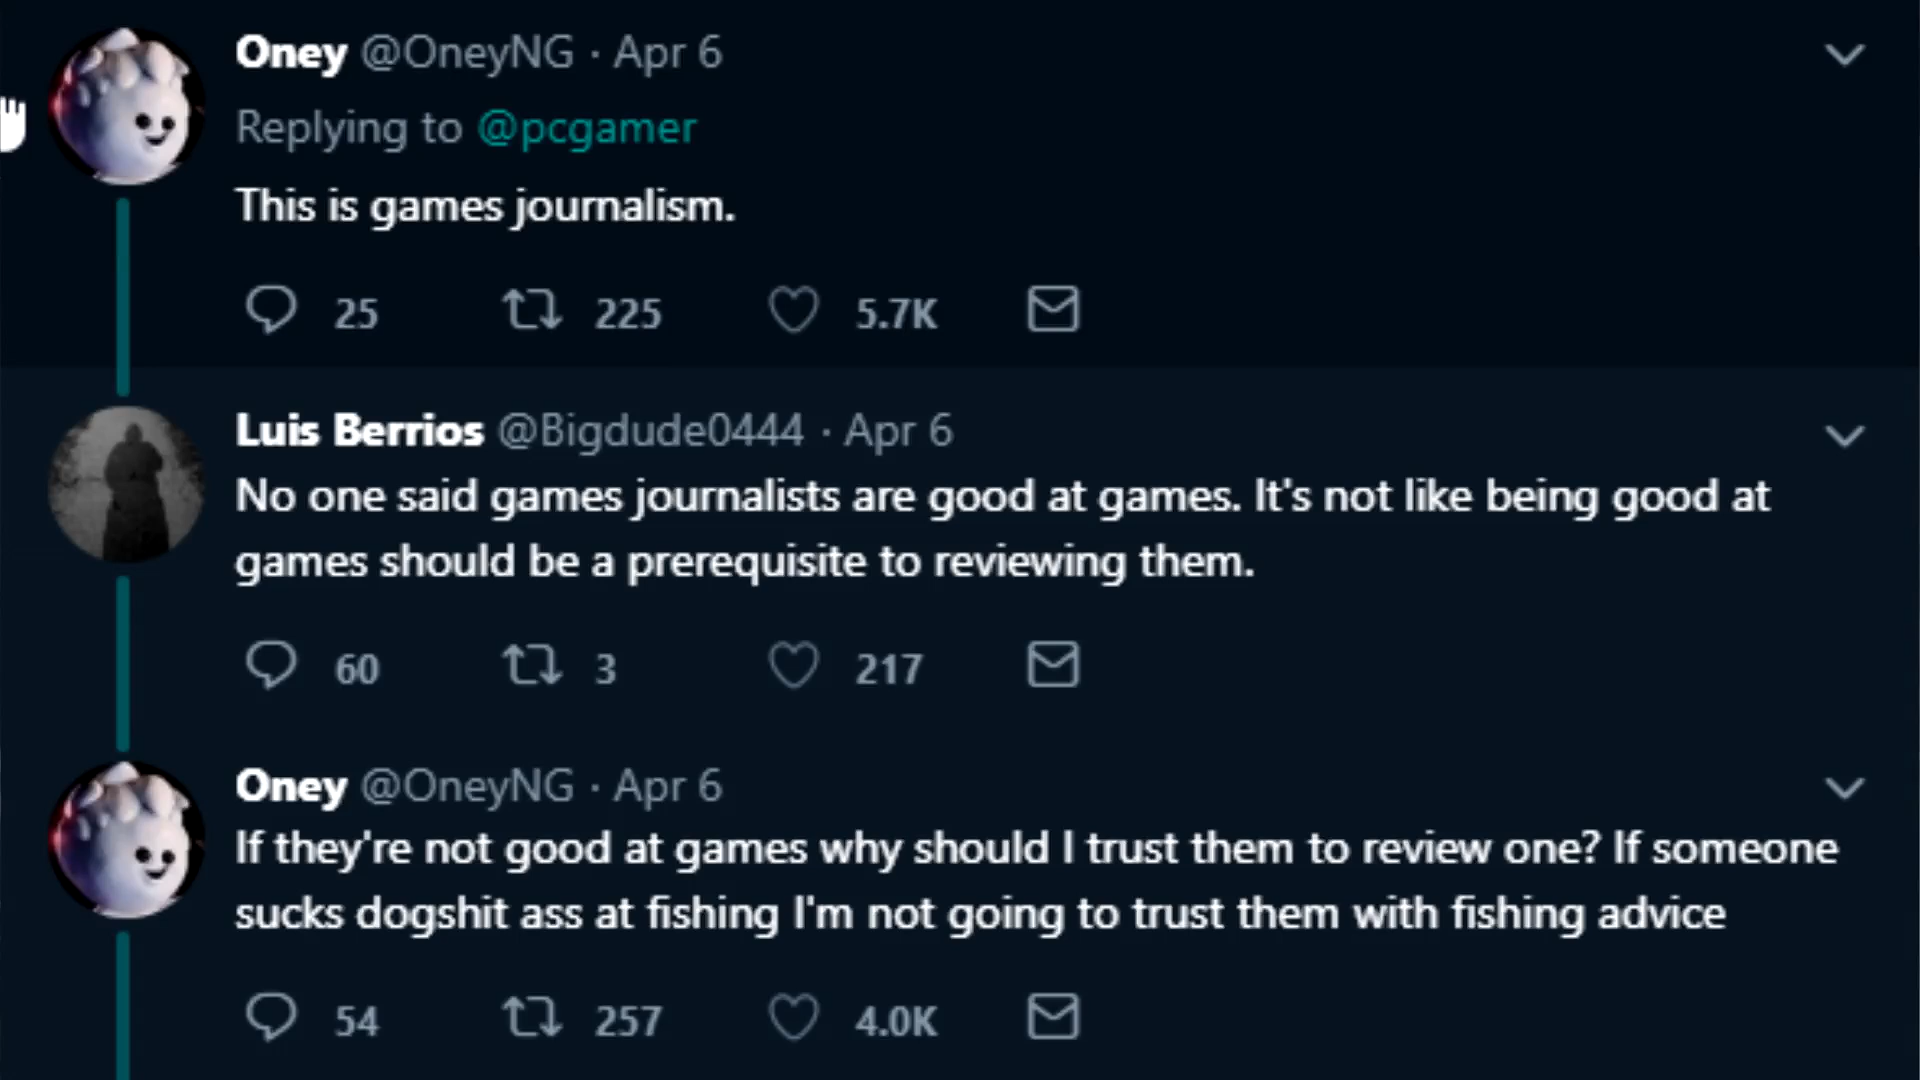 Oney @OneyNG · Apr 6
Replying to @pcgamer
This is games journalism.
25 225 5.7K
Luis Berrios @Bigdude0444 · Apr 6
No one said games journalists are good at games. It's not like being good at
games should be a prerequisite to reviewing them.
60 3 217
Oney @OneyNG · Apr 6
If they're not good at games why should I trust them to review one? If someone
sucks dogshit ass at fishing I'm not going to trust them with fishing advice
54 257 4.0K